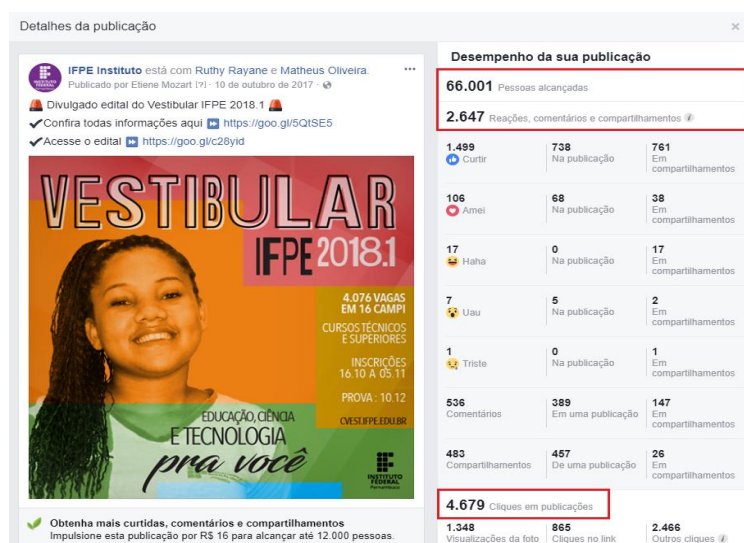 Detalhes da publicação
×
IFPE Instituto está com Ruthy Rayane e Matheus Oliveira.
Publicado por Etiene Mozart [?] · 10 de outubro de 2017 ·
Divulgado edital do Vestibular IFPE 2018.1
Confira todas informações aqui https://goo.gl/5QtSE5
Acesse o edital https://goo.gl/c28yid
VESTIBULAR
IFPE 2018.1
4.076 VAGAS
EM 16 CAMPI
CURSOS TÉCNICOS
E SUPERIORES
INSCRIÇÕES
16.10 A 05.11
PROVA: 10.12
CVEST.IFPE.EDU.BR
EDUCAÇÃO, CIÊNCIA
E TECNOLOGIA
pra você
INSTITUTO
FEDERAL
Pernambuco
Obtenha mais curtidas, comentários e compartilhamentos
Impulsione esta publicação por R$ 16 para alcançar até 12.000 pessoas.
Desempenho da sua publicação
66.001 Pessoas
alcançadas
2.647 Reações, comentários e compartilhamentos
1.499 738 761
Curtir Na publicação Em
compartilhamentos
106 68 38
Amei Na publicação Em
compartilhamentos
17 0 17
Haha Na publicação Em
compartilhamentos
7 5 2
Uau Na publicação Em
compartilhamentos
1 0 1
Triste Na publicação Em
compartilhamentos
536 389 147
Comentários Em uma publicação Em
compartilhamentos
483 457 26
Compartilhamentos De uma publicação Em
compartilhamentos
4.679 Cliques em publicações
1.348 865 2.466
Visualizações da foto Cliques no link Outros cliques